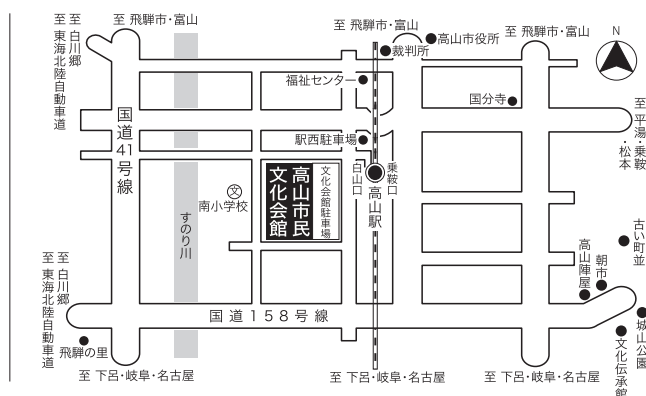 至 白川郷
至 東海北陸自動車道
至 飛騨市・富山
至 飛騨市・富山
高山市役所
裁判所
至 飛騨市・富山
N
福祉センター
国分寺
至 平湯・乗鞍
・松本
国道41号線
駅西駐車場
文
南小学校
高山市民
文化会館
文化会館駐車場
白山口
乗鞍口
高山駅
すのり川
古い町並
朝市
高山陣屋
至 白川郷
至 東海北陸自動車道
国道158号線
城山公園
文化伝承館
飛騨の里
至 下呂・岐阜・名古屋
至 下呂・岐阜・名古屋
至 下呂・岐阜・名古屋